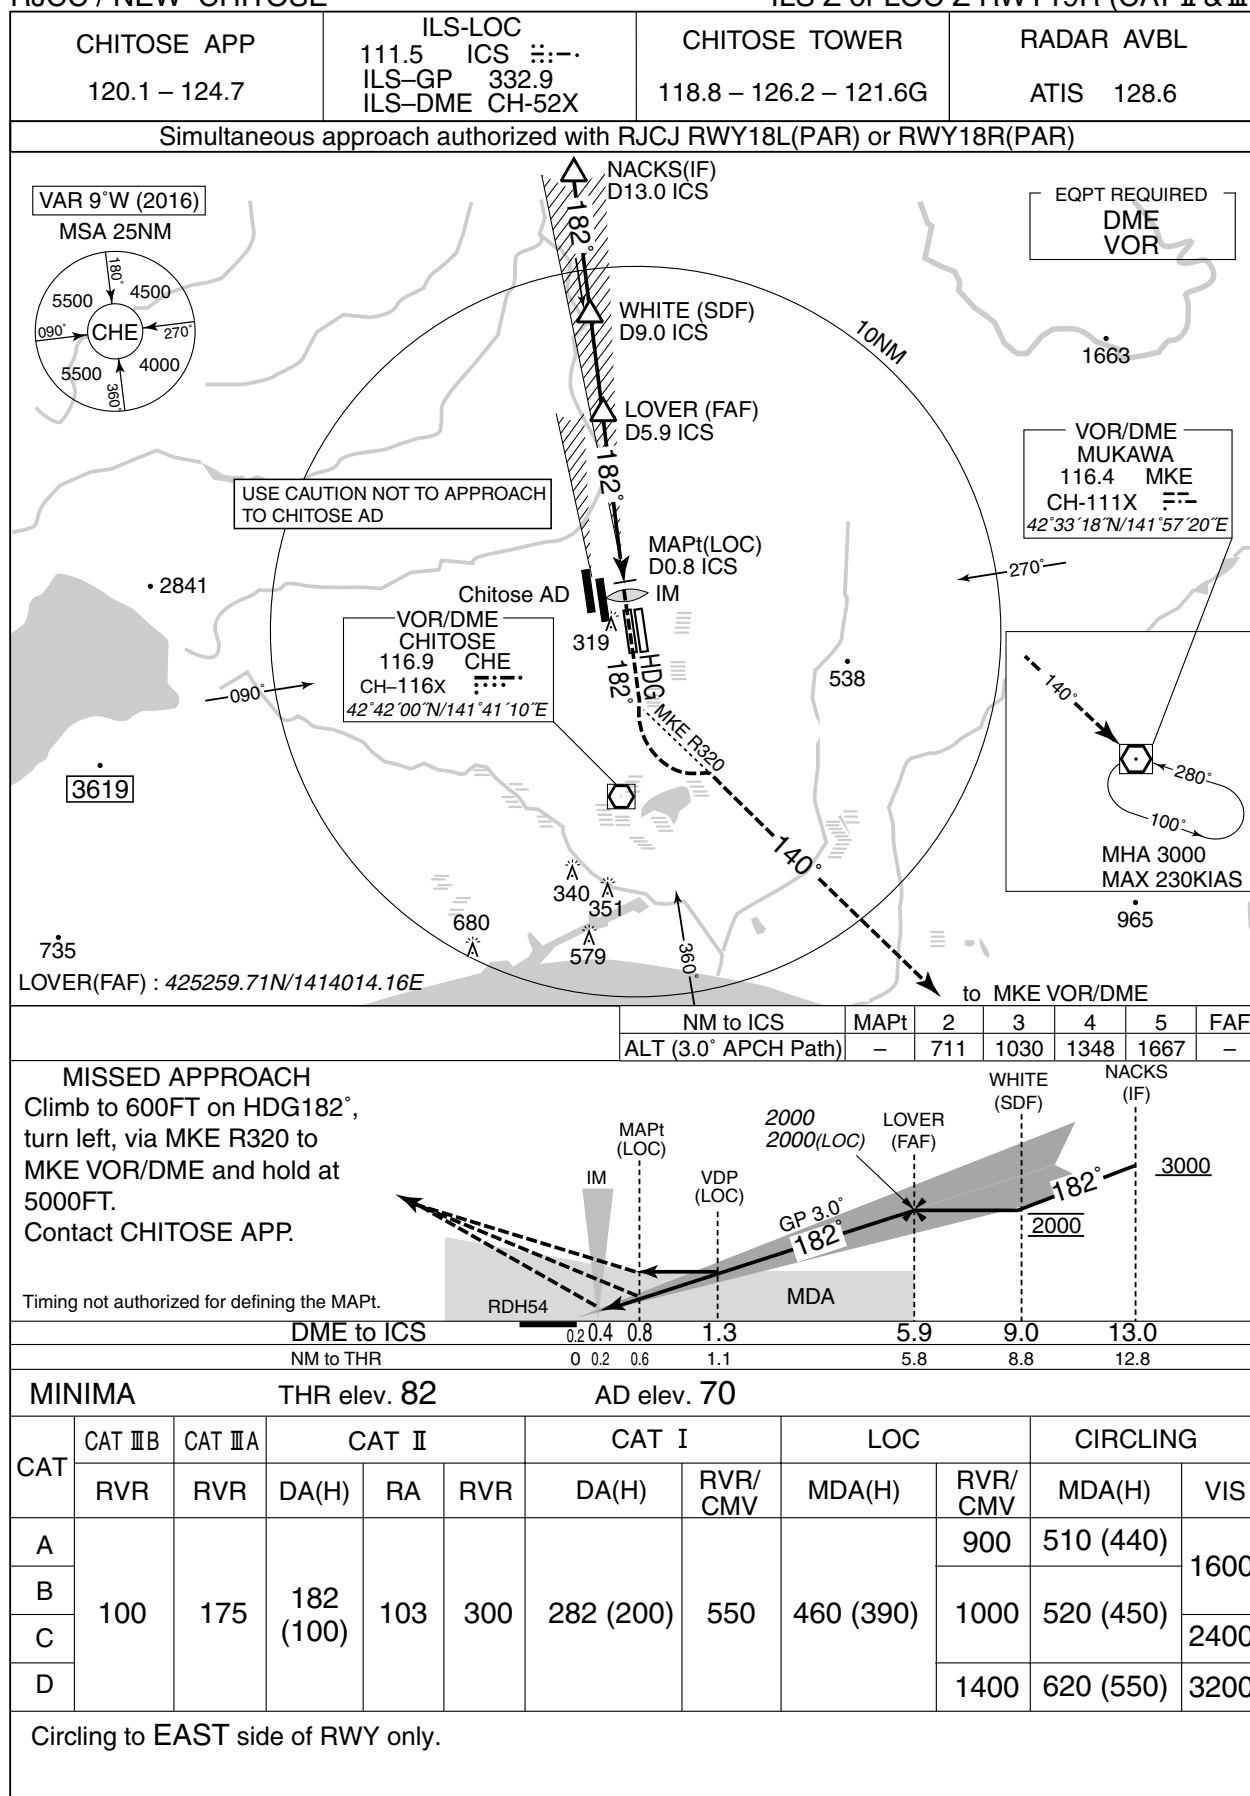 RJCC / NEW CHITOSE
ILS Z or LOC Z RWY19R (CAT Ⅱ & Ⅲ
CHITOSE APP
120.1 – 124.7
ILS-LOC
111.5 ICS
ILS–GP 332.9
ILS–DME CH-52X
CHITOSE TOWER
118.8 – 126.2 – 121.6G
RADAR AVBL
ATIS 128.6
Simultaneous approach authorized with RJCJ RWY18L(PAR) or RWY18R(PAR)
VAR 9°W (2016)
MSA 25NM
180°
5500
4500
090°
CHE
270°
5500
4000
360°
NACKS(IF)
D13.0 ICS
182°
EQPT REQUIRED
DME
VOR
WHITE (SDF)
D9.0 ICS
10NM
1663
LOVER (FAF)
D5.9 ICS
182°
VOR/DME
MUKAWA
116.4 MKE
CH-111X
42°33´18˝N/141°57´20˝E
USE CAUTION NOT TO APPROACH
TO CHITOSE AD
MAPt(LOC)
D0.8 ICS
2841
Chitose AD
IM
270°
319
VOR/DME
CHITOSE
116.9 CHE
CH–116X
42°42´00˝N/141°41´10˝E
HDG
182°
MKE R320
538
090°
140°
280°
100°
MHA 3000
MAX 230KIAS
3619
140°
340
351
680
579
965
735
360°
LOVER(FAF) : 425259.71N/1414014.16E
to MKE VOR/DME
NM to ICS MAPt 2 3 4 5 FAF
ALT (3.0° APCH Path) – 711 1030 1348 1667 –
MISSED APPROACH
Climb to 600FT on HDG182°,
turn left, via MKE R320 to
MKE VOR/DME and hold at
5000FT.
Contact CHITOSE APP.
Timing not authorized for defining the MAPt.
NACKS
(IF)
WHITE
(SDF)
2000
2000(LOC)
LOVER
(FAF)
MAPt
(LOC)
IM
VDP
(LOC)
3000
182°
GP 3.0°
182°
2000
MDA
RDH54
DME to ICS 0.2 0.4 0.8 1.3 5.9 9.0 13.0
NM to THR 0 0.2 0.6 1.1 5.8 8.8 12.8
MINIMA THR elev. 82 AD elev. 70
CAT CAT ⅢB CAT ⅢA CAT Ⅱ CAT Ⅰ LOC CIRCLING
RVR RVR DA(H) RA RVR DA(H) RVR/CMV MDA(H) RVR/CMV MDA(H) VIS
A 900 510 (440) 1600
B
100 175 182 (100) 103 300 282 (200) 550 460 (390) 1000 520 (450)
C 2400
D 1400 620 (550) 3200
Circling to EAST side of RWY only.